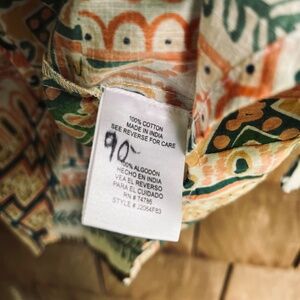 100% COTTON
MADE IN INDIA
SEE REVERSE FOR CARE
90-
100% ALGODÓN
HECHO EN INDIA
VEA EL REVERSO
PARA EL CUIDADO
RN # 74786
STYLE # J2064F83